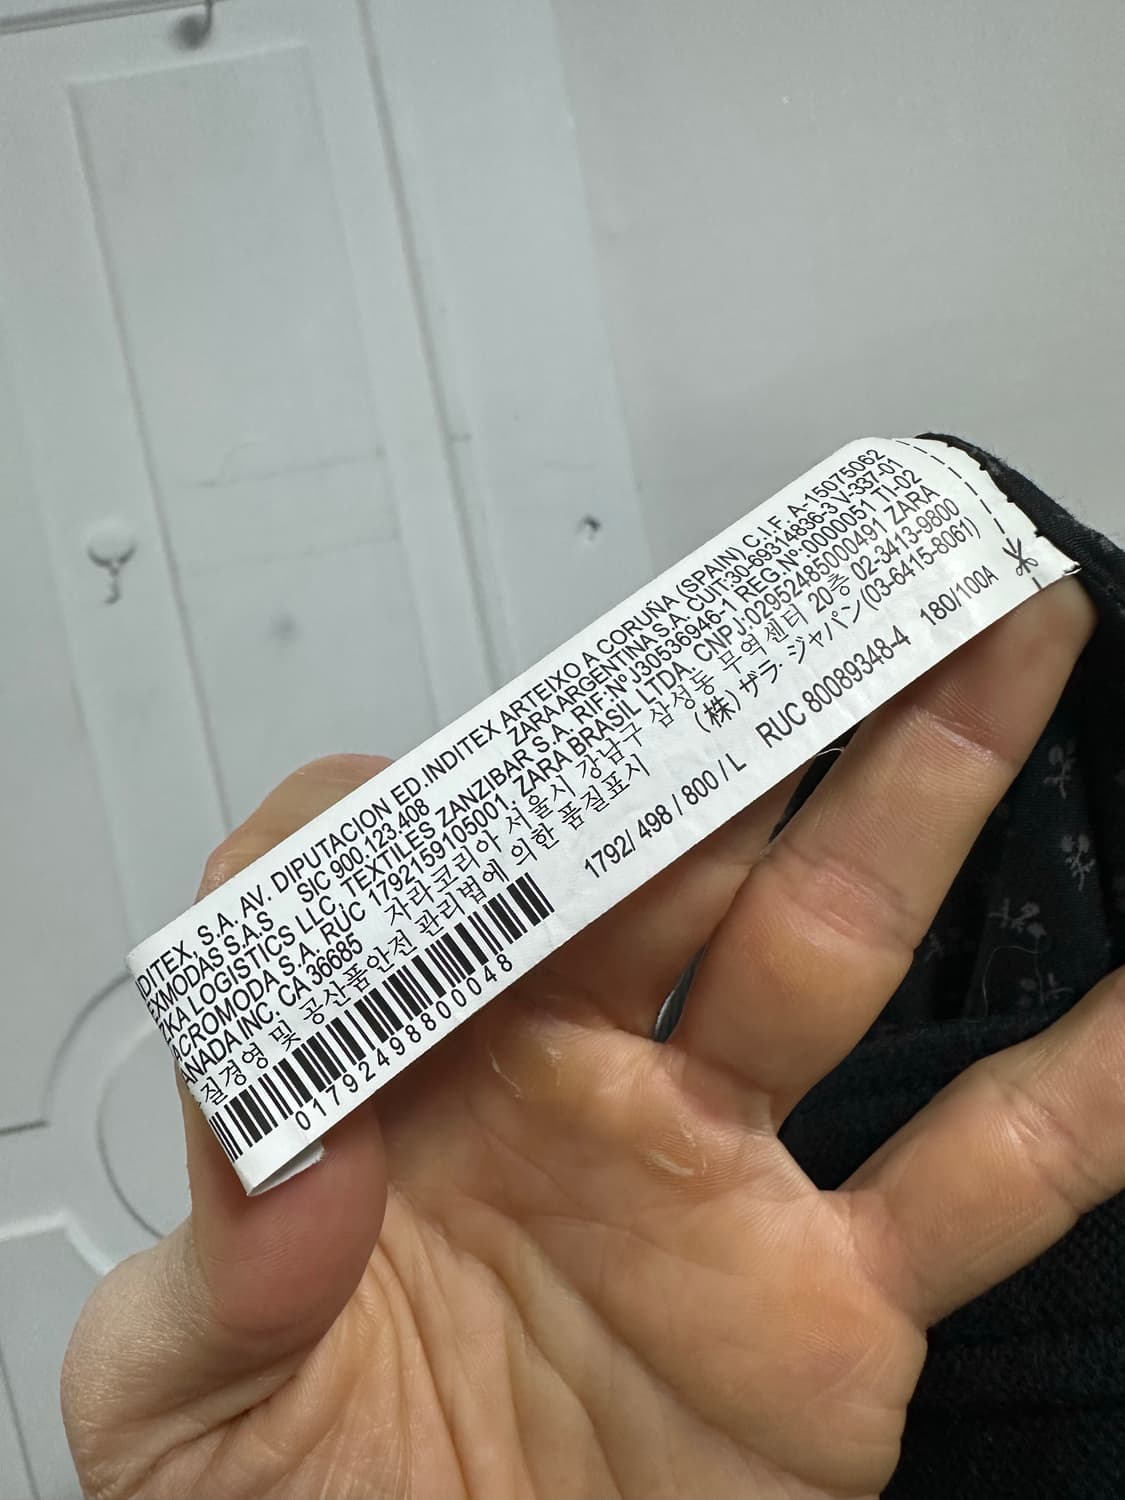 INDITEX, S.A. AV. DIPUTACION ED.INDITEX ARTEIXO A CORUÑA (SPAIN) C.I.F. A-15075062
EXMODAS S.A.S SIC 900.123.408 ZARA ARGENTINA S.A. CUIT:30-69314836-3 V-337-01
ZKA LOGISTICS LLC, TEXTILES ZANZIBAR S A. RIF:Nº J30536946-1 REG.Nº:0000051 TI-02
ACROMODA S.A. RUC 1792159105001, ZARA BRASIL LTDA. CNPJ:02952485000491 ZARA
ANADA INC. CA 36685 자라코리아 서울시 강남구 삼성동 무역센터 20층 02-3413-9800
질경영 및 공산품안전 관리법에 의한 품질표시 (株) ザラ・ジャパン(03-6415-8061)
01792498800048 1792/ 498 / 800 / L RUC 80089348-4 180/100A